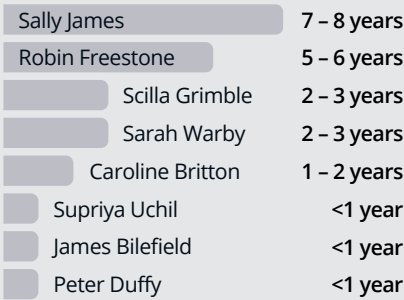 Sally James 7 – 8 years
Robin Freestone 5 – 6 years
Scilla Grimble 2 – 3 years
Sarah Warby 2 – 3 years
Caroline Britton 1 – 2 years
Supriya Uchil <1 year
James Bilefield <1 year
Peter Duffy <1 year